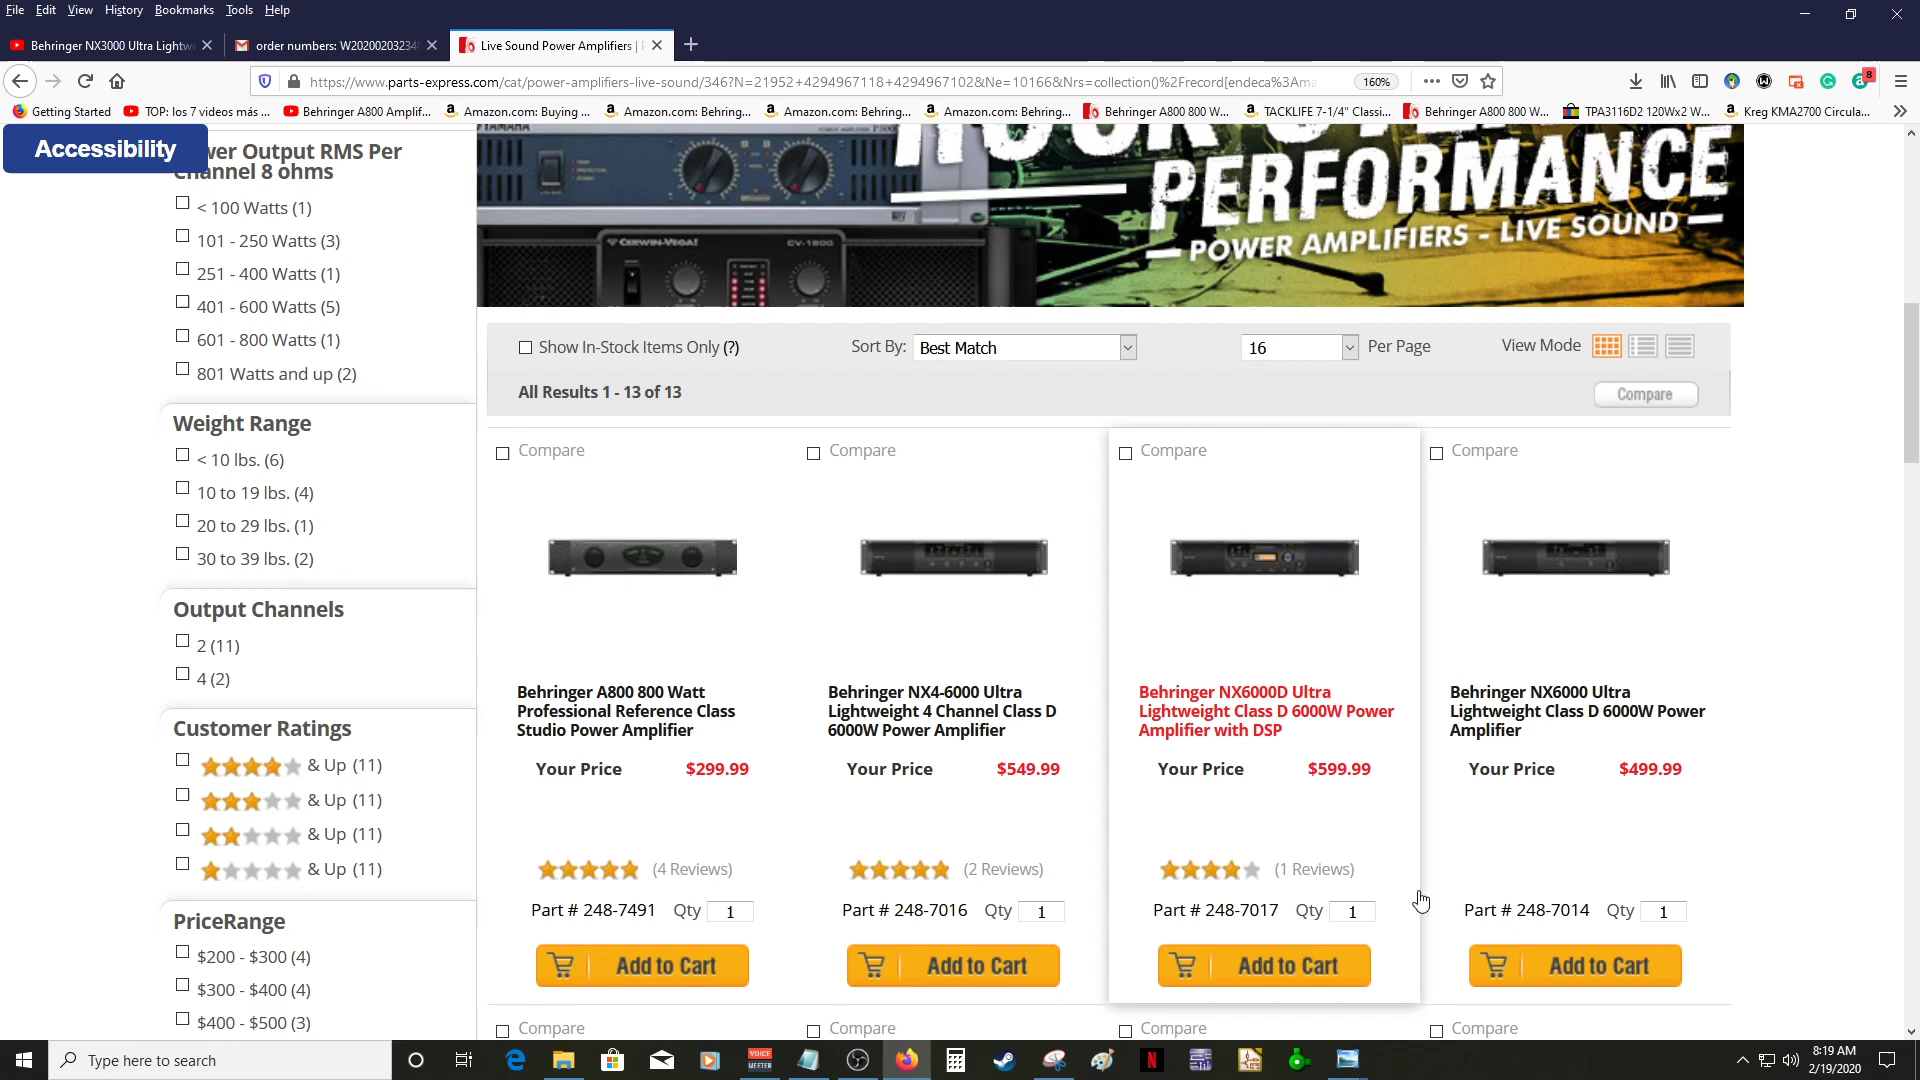 File Edit View History Bookmarks Tools Help
Behringer NX3000 Ultra Lightw
order numbers: W20200203234
Live Sound Power Amplifiers |
https://www.parts-express.com/cat/power-amplifiers-live-sound/346?N=21952+4294967118+4294967102&Ne=10166&Nrs=collection()%2Frecord[endeca%3Ama
160%
8
Getting Started
TOP: los 7 videos más ...
Behringer A800 Amplif...
Amazon.com: Buying ...
Amazon.com: Behring...
Amazon.com: Behring...
Amazon.com: Behring...
Behringer A800 800 W...
TACKLIFE 7-1/4" Classi...
Behringer A800 800 W...
TPA3116D2 120Wx2 W...
Kreg KMA2700 Circula...
Accessibility
wer Output RMS Per
Channel 8 ohms
< 100 Watts (1)
101 - 250 Watts (3)
251 - 400 Watts (1)
401 - 600 Watts (5)
601 - 800 Watts (1)
801 Watts and up (2)
Weight Range
< 10 lbs. (6)
10 to 19 lbs. (4)
20 to 29 lbs. (1)
30 to 39 lbs. (2)
Output Channels
2 (11)
4 (2)
Customer Ratings
& Up (11)
& Up (11)
& Up (11)
& Up (11)
PriceRange
$200 - $300 (4)
$300 - $400 (4)
$400 - $500 (3)
YAMAHA
CERWIN-VEGA!
CV-1800
PERFORMANCE
POWER AMPLIFIERS - LIVE SOUND
Show In-Stock Items Only (?)
Sort By: Best Match
16 Per Page
View Mode
All Results 1 - 13 of 13
Compare
Compare
Compare
Compare
Compare
Behringer A800 800 Watt
Professional Reference Class
Studio Power Amplifier
Your Price $299.99
(4 Reviews)
Part # 248-7491 Qty 1
Add to Cart
Behringer NX4-6000 Ultra
Lightweight 4 Channel Class D
6000W Power Amplifier
Your Price $549.99
(2 Reviews)
Part # 248-7016 Qty 1
Add to Cart
Behringer NX6000D Ultra
Lightweight Class D 6000W Power
Amplifier with DSP
Your Price $599.99
(1 Reviews)
Part # 248-7017 Qty 1
Add to Cart
Behringer NX6000 Ultra
Lightweight Class D 6000W Power
Amplifier
Your Price $499.99
Part # 248-7014 Qty 1
Add to Cart
Compare
Compare
Compare
Compare
Type here to search
VOICE
MEETER
8:19 AM
2/19/2020